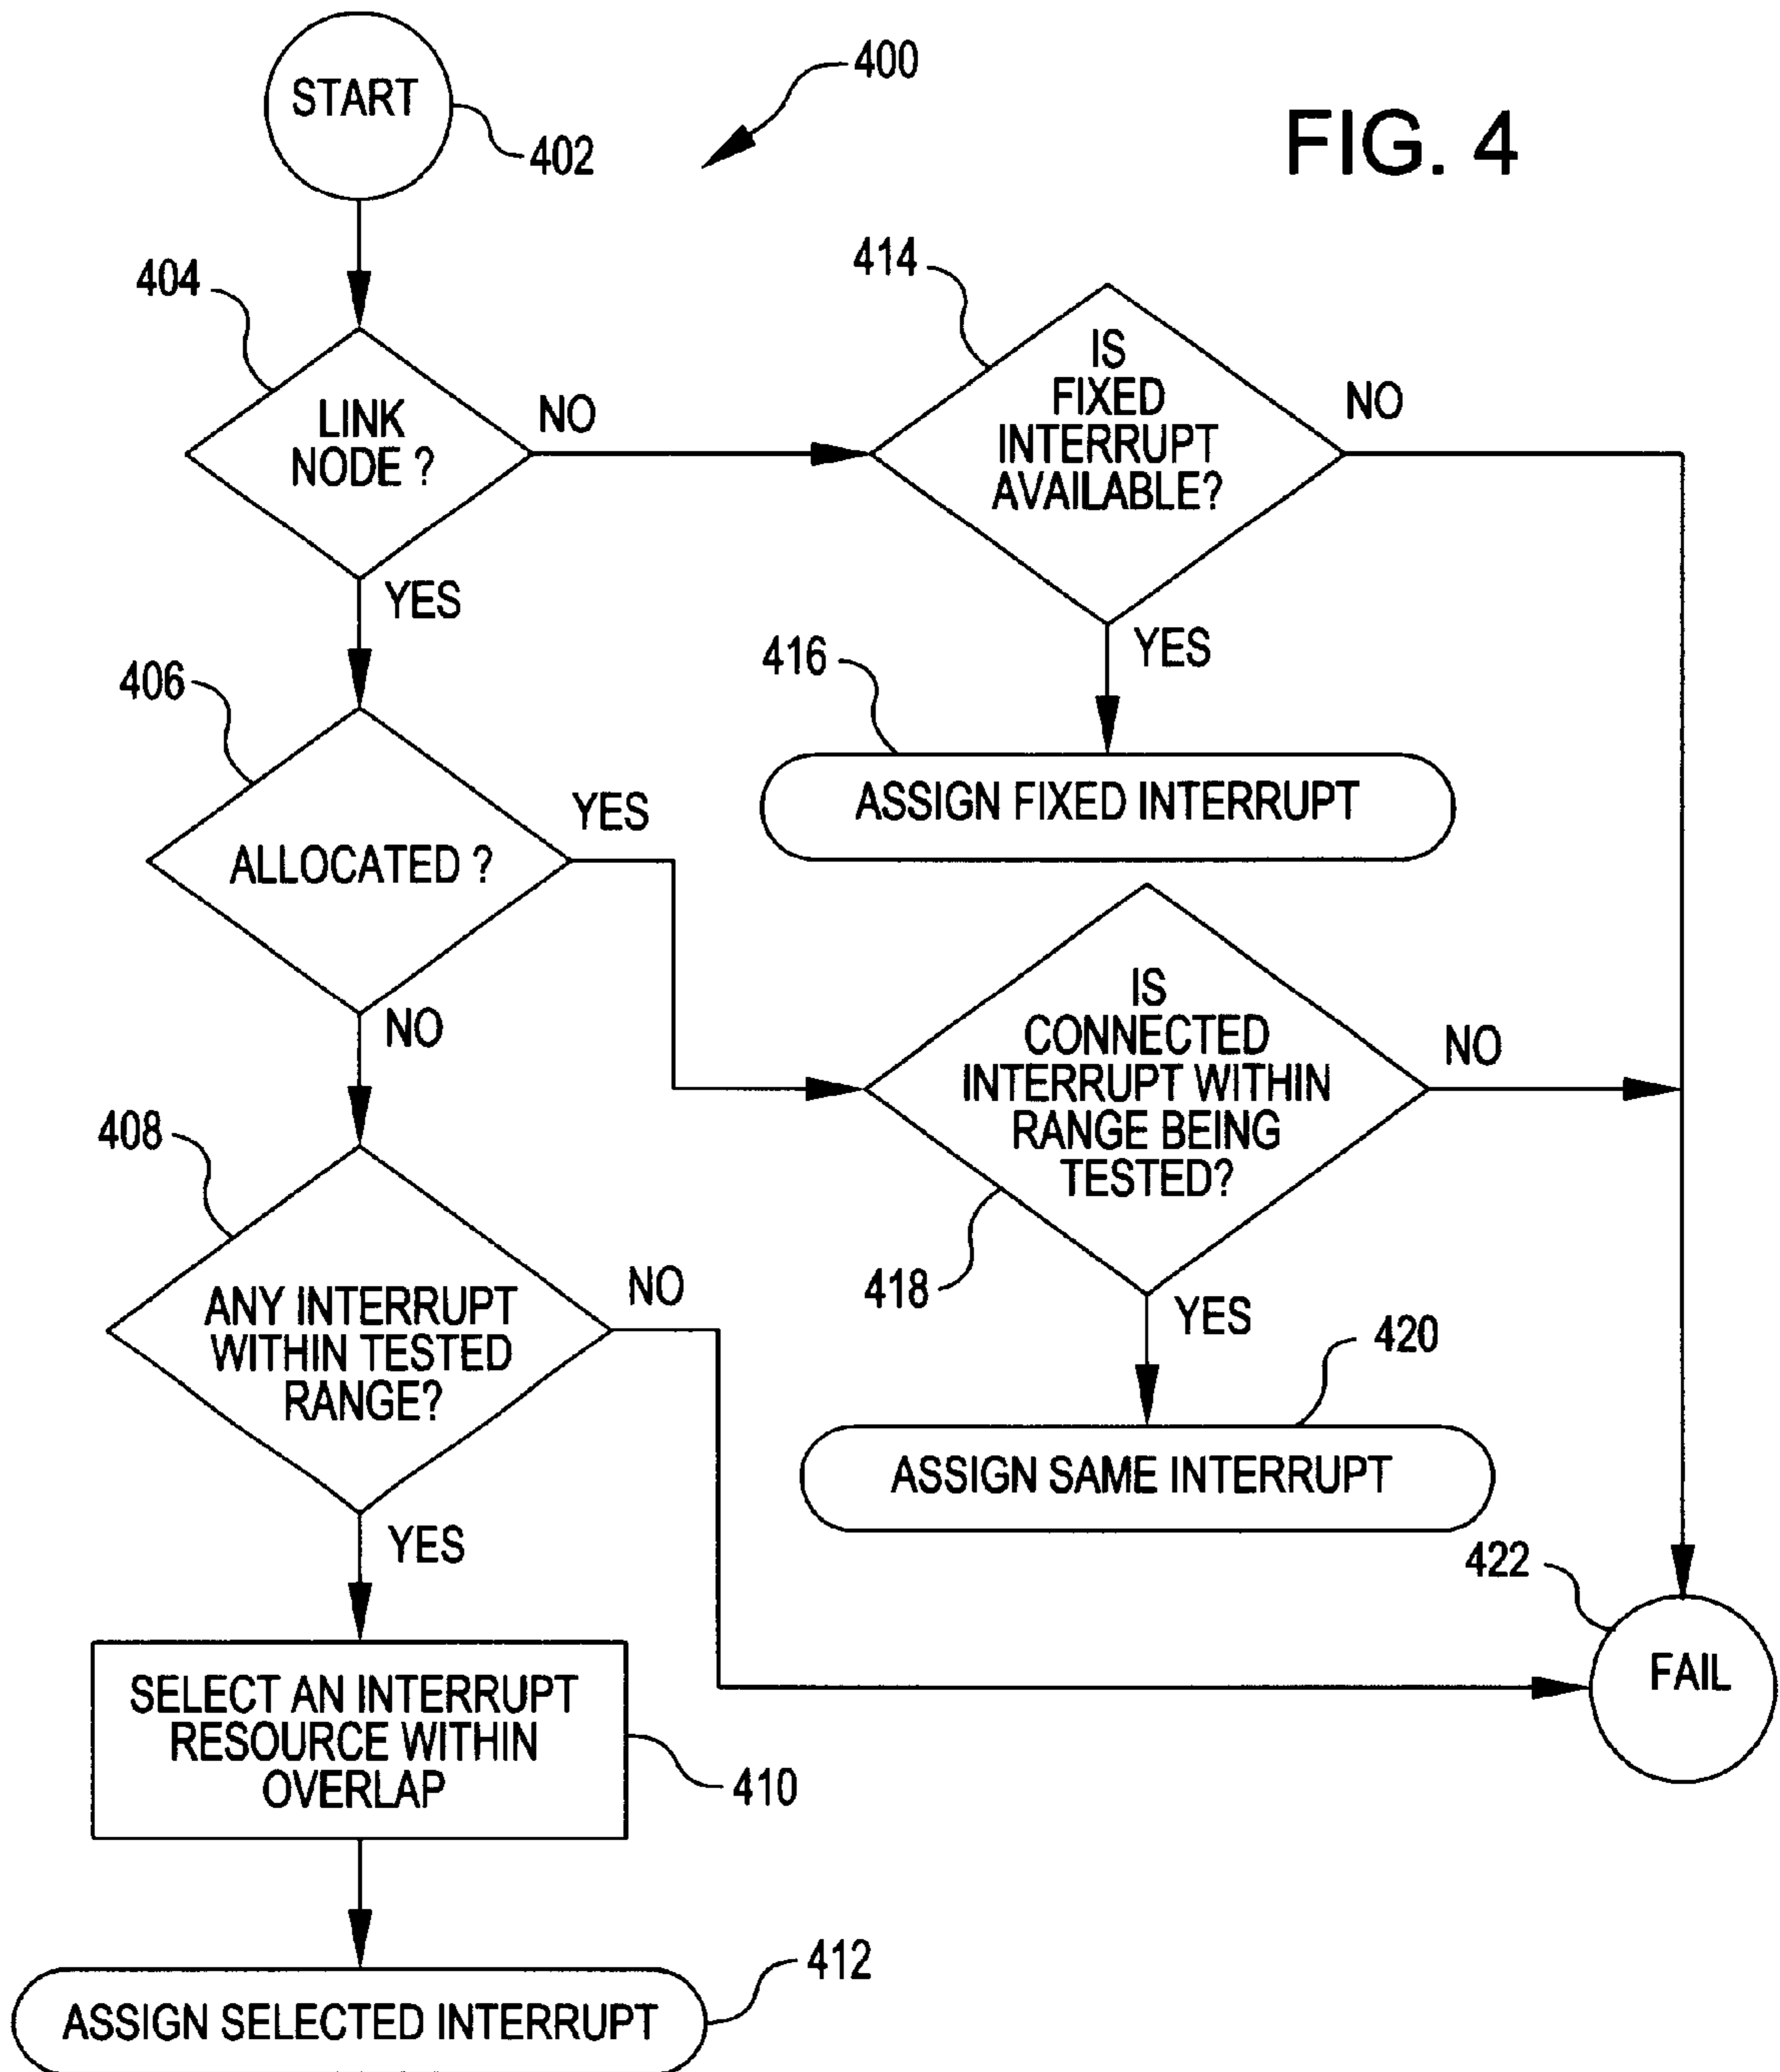 START
402
400
FIG. 4
404
LINK
NODE ?
NO
YES
414
IS
FIXED
INTERRUPT
AVAILABLE?
NO
YES
416
ASSIGN FIXED INTERRUPT
406
ALLOCATED ?
YES
NO
IS
CONNECTED
INTERRUPT WITHIN
RANGE BEING
TESTED?
NO
418
YES
420
ASSIGN SAME INTERRUPT
408
ANY INTERRUPT
WITHIN TESTED
RANGE?
NO
YES
422
FAIL
SELECT AN INTERRUPT
RESOURCE WITHIN
OVERLAP
410
412
ASSIGN SELECTED INTERRUPT